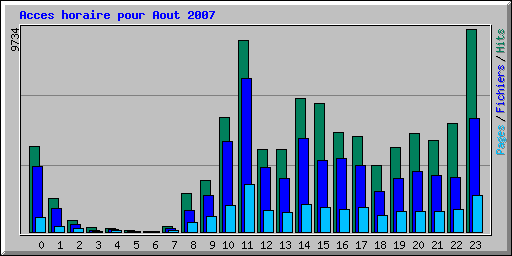 Acces horaire pour Aout 2007
9734
0 1 2 3 4 5 6 7 8 9 10 11 12 13 14 15 16 17 18 19 20 21 22 23
Pages / Fichiers / Hits